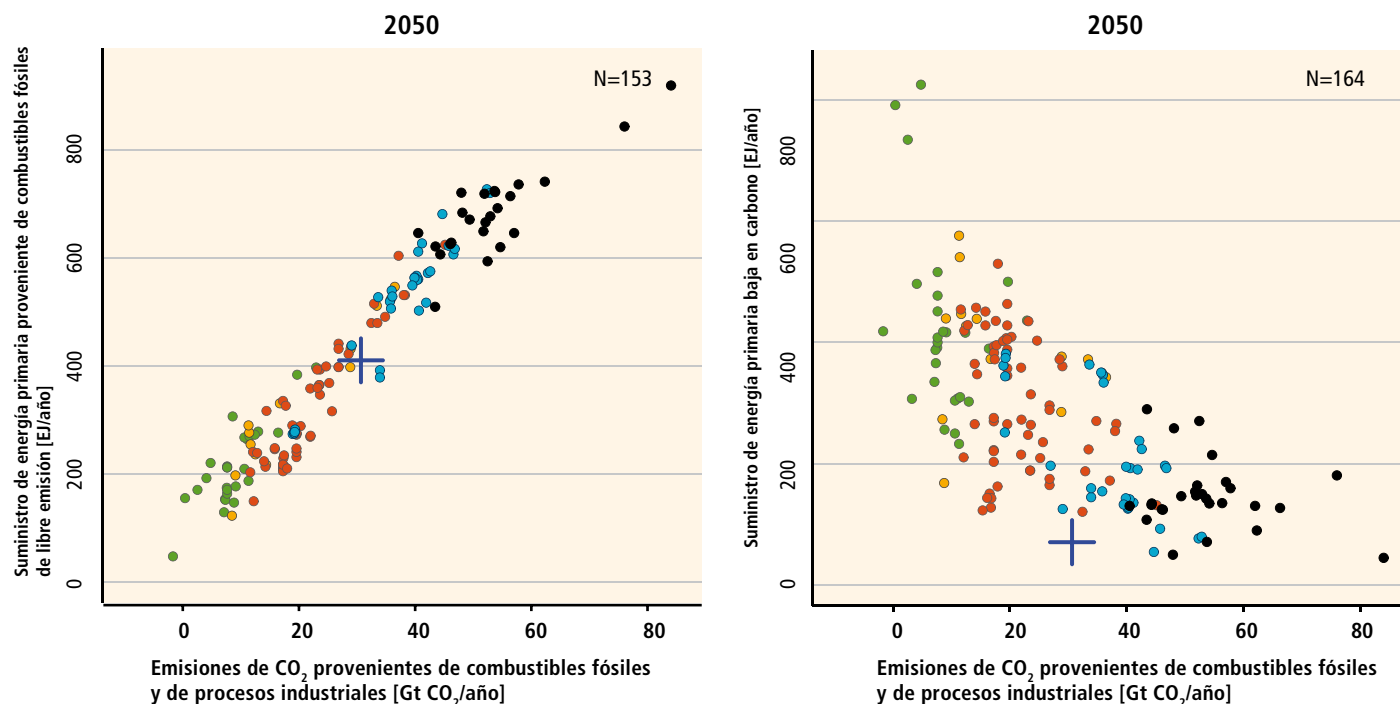 2050
N=153
Suministro de energía primaria proveniente de combustibles fósiles
de libre emisión [EJ/año]
800
600
400
200
0
0 20 40 60 80
Emisiones de CO₂ provenientes de combustibles fósiles
y de procesos industriales [Gt CO₂/año]
2050
N=164
Suministro de energía primaria baja en carbono [EJ/año]
800
600
400
200
0
0 20 40 60 80
Emisiones de CO₂ provenientes de combustibles fósiles
y de procesos industriales [Gt CO₂/año]